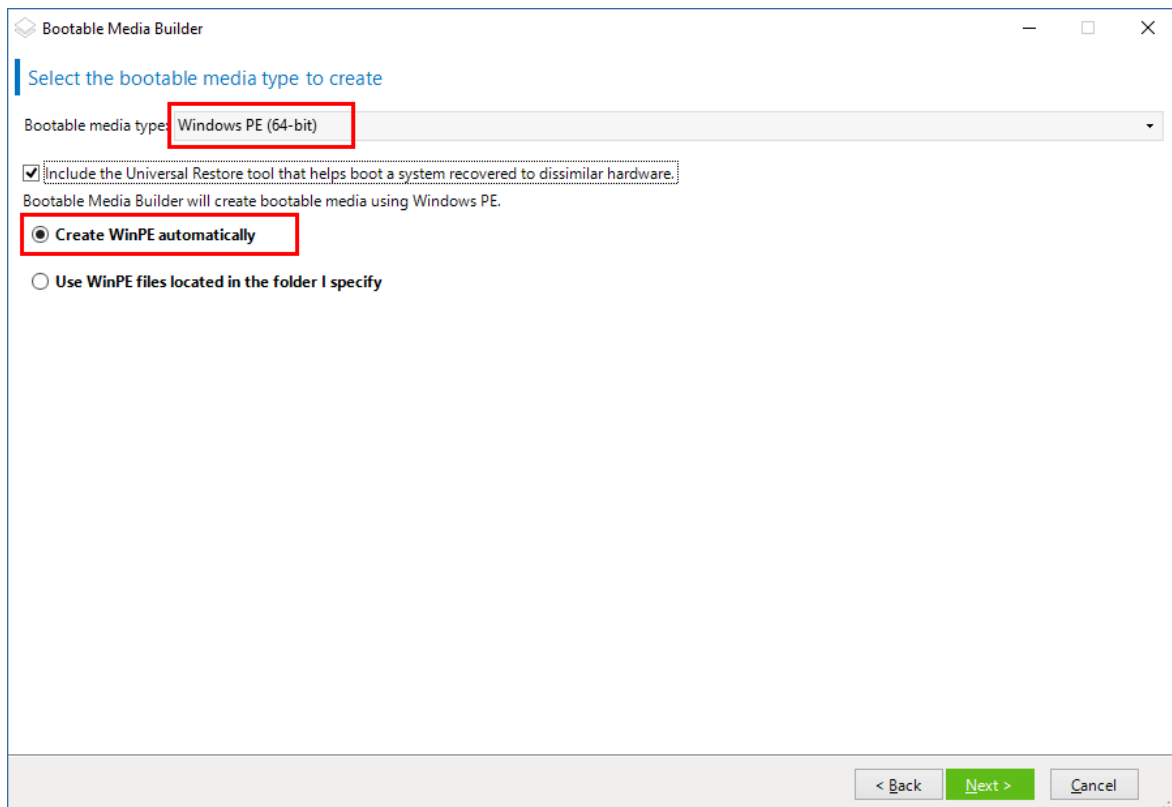 Bootable Media Builder
Select the bootable media type to create
Bootable media type: Windows PE (64-bit)
Include the Universal Restore tool that helps boot a system recovered to dissimilar hardware.
Bootable Media Builder will create bootable media using Windows PE.
Create WinPE automatically
Use WinPE files located in the folder I specify
< Back Next > Cancel